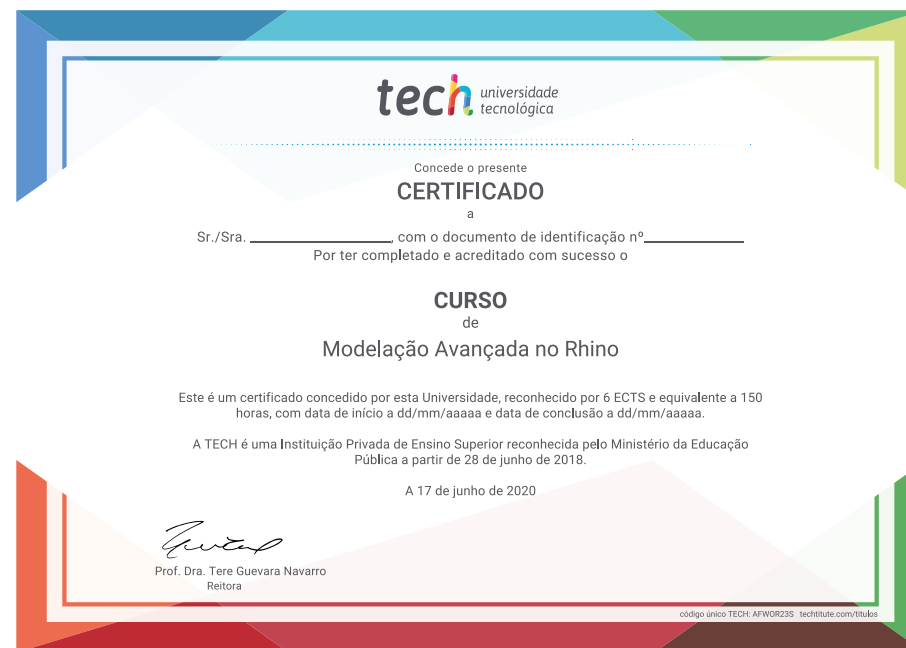 tech universidade
tecnológica
Concede o presente
CERTIFICADO
a
Sr./Sra. ____________, com o documento de identificação nº____________
Por ter completado e acreditado com sucesso o
CURSO
de
Modelação Avançada no Rhino
Este é um certificado concedido por esta Universidade, reconhecido por 6 ECTS e equivalente a 150
horas, com data de início a dd/mm/aaaaa e data de conclusão a dd/mm/aaaaa.
A TECH é uma Instituição Privada de Ensino Superior reconhecida pelo Ministério da Educação
Pública a partir de 28 de junho de 2018.
A 17 de junho de 2020
Prof. Dra. Tere Guevara Navarro
Reitora
código único TECH: AFWOR23S techtitute.com/titulos